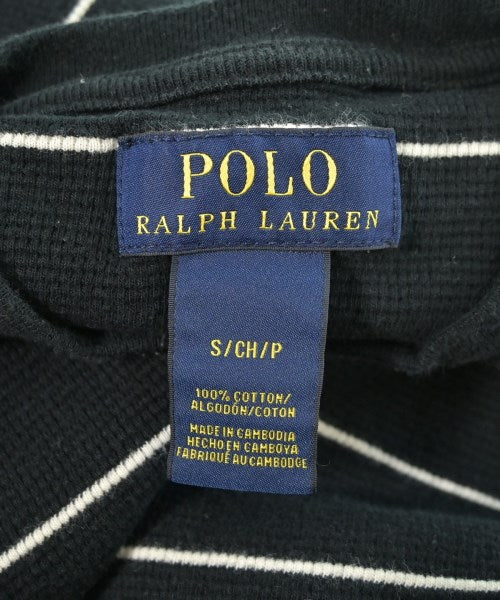 POLO
RALPH LAUREN
S/CH/P
100% COTTON/
ALGODÓN/COTON
MADE IN CAMBODIA
HECHO EN CAMBOYA
FABRIQUÉ AU CAMBODGE